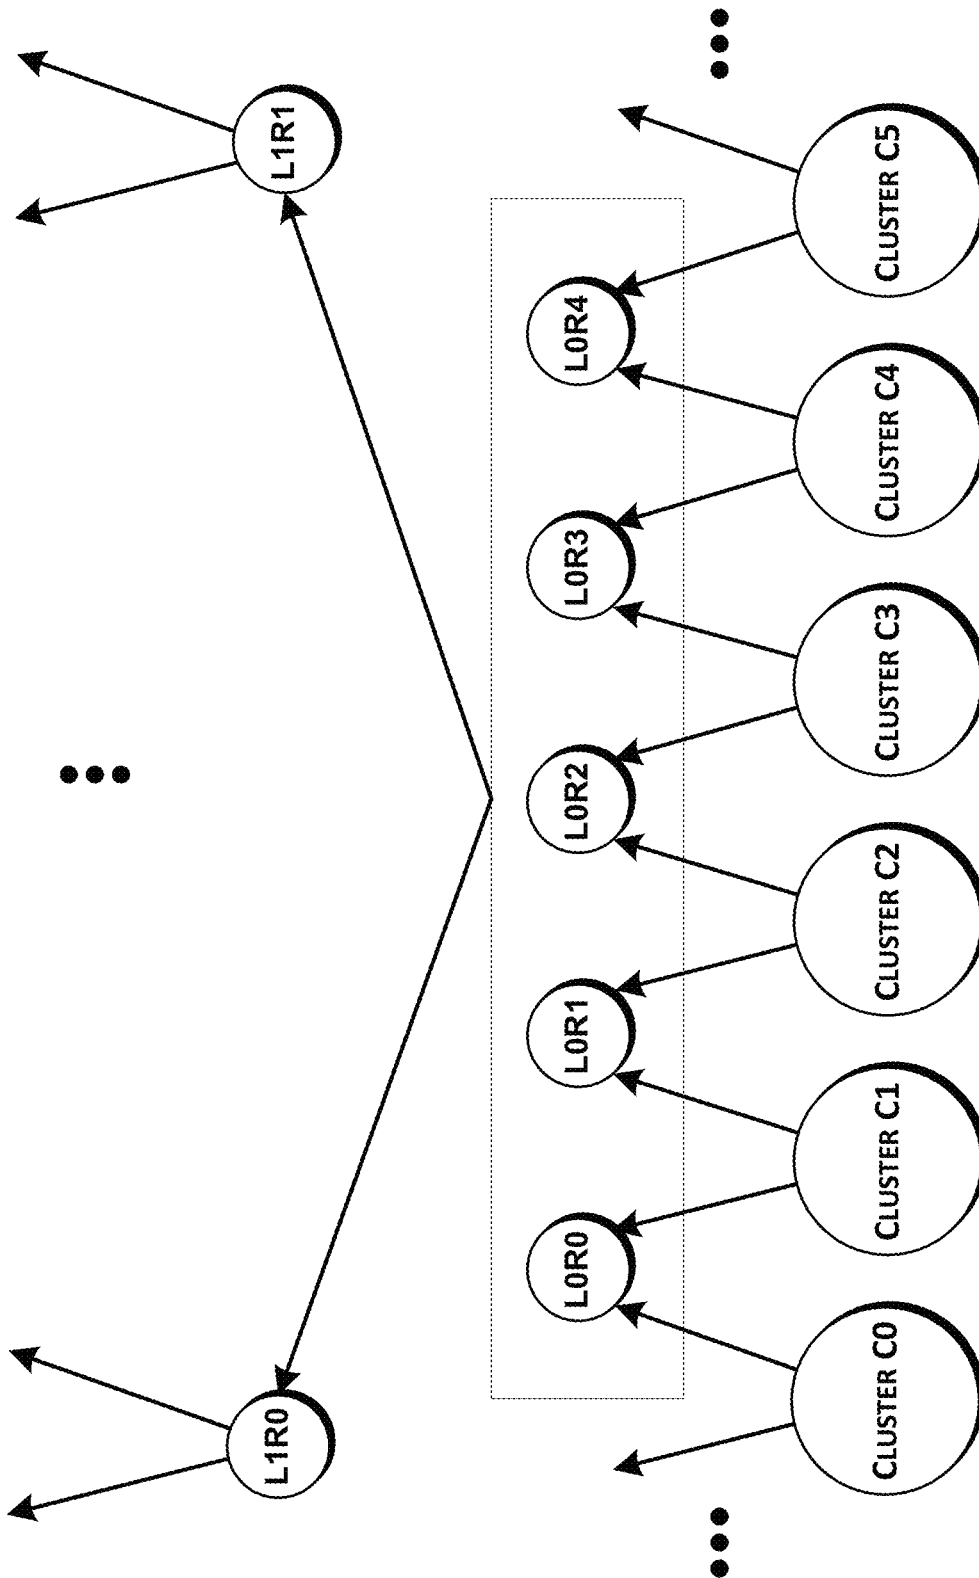 L1R0
L1R1
L0R0
L0R1
L0R2
L0R3
L0R4
CLUSTER C0
CLUSTER C1
CLUSTER C2
CLUSTER C3
CLUSTER C4
CLUSTER C5